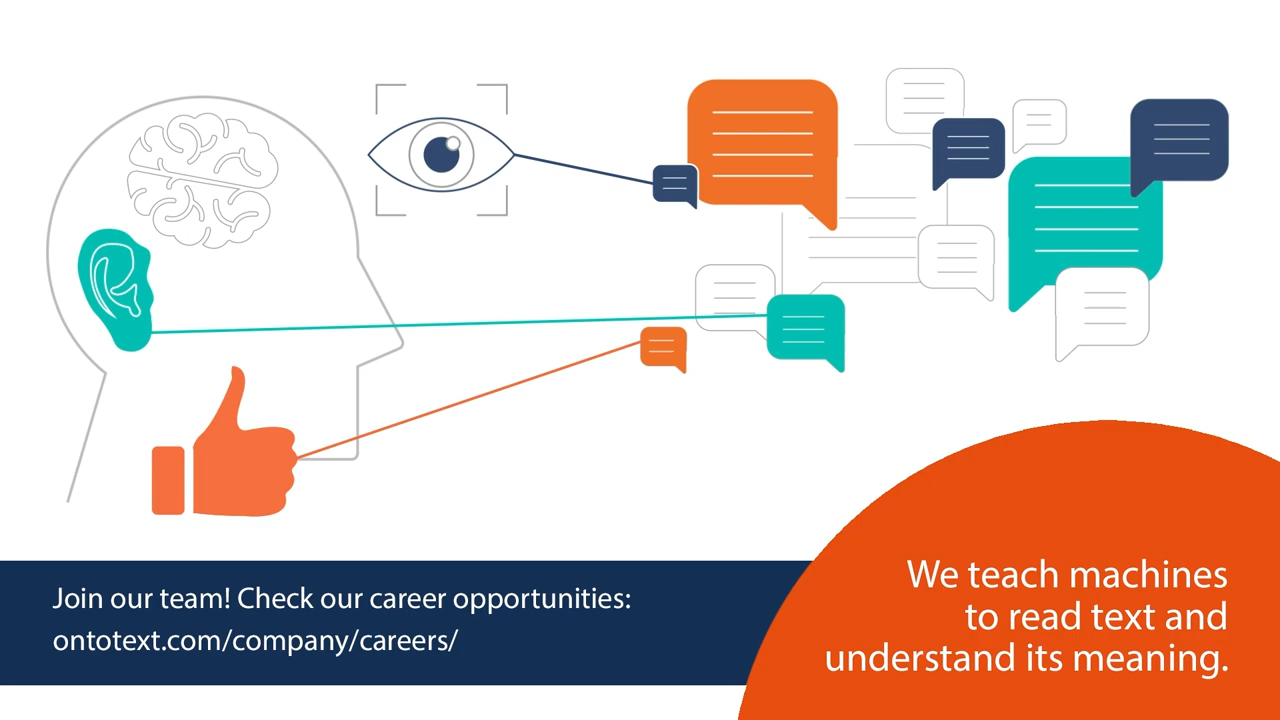 Join our team! Check our career opportunities:
ontotext.com/company/careers/
We teach machines
to read text and
understand its meaning.